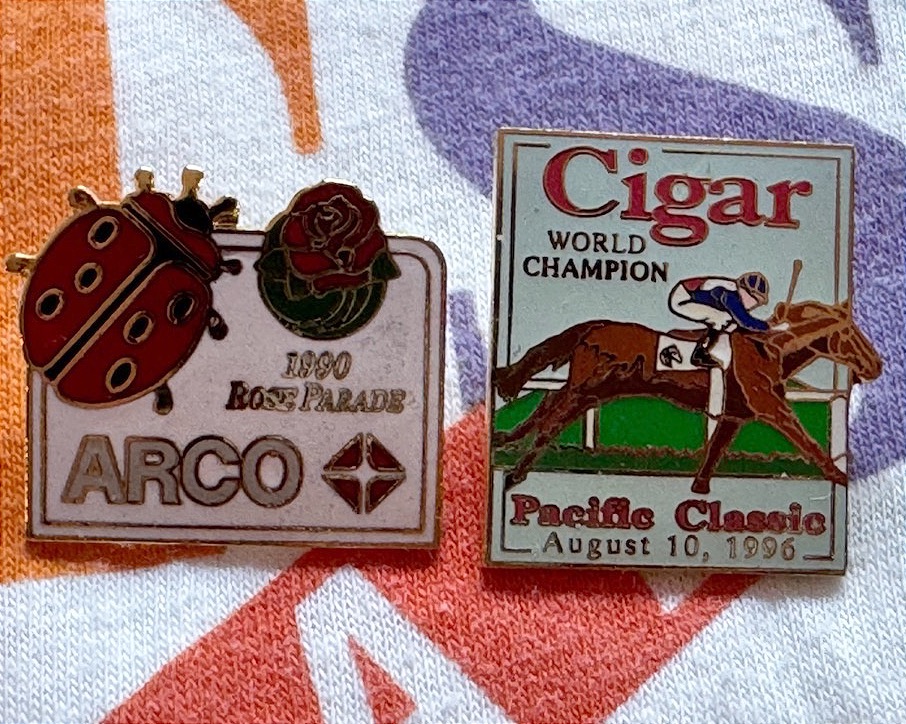 1990
ROSE PARADE
ARCO
Cigar
WORLD
CHAMPION
Pacific Classic
August 10, 1996